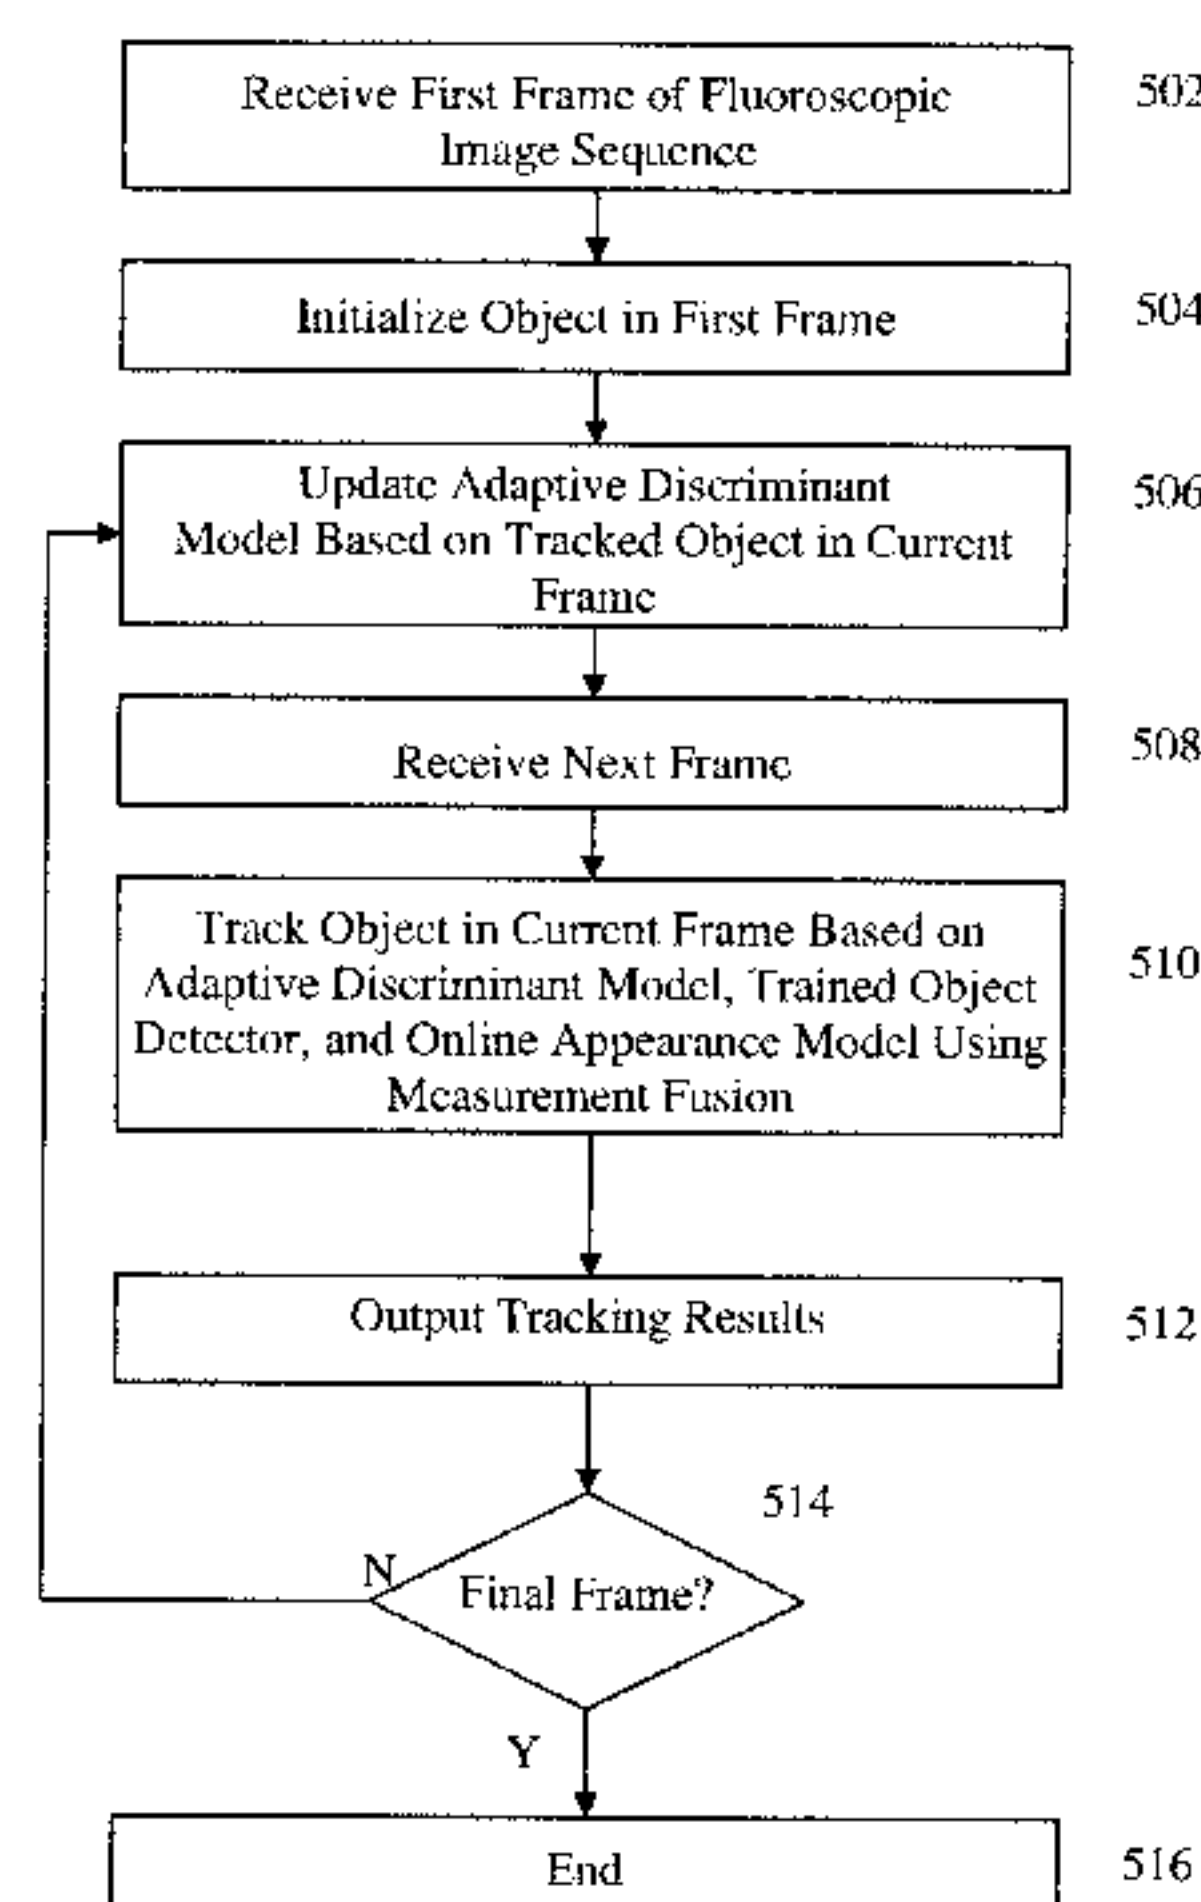 Receive First Frame of Fluoroscopic
Image Sequence
502
Initialize Object in First Frame
504
Update Adaptive Discriminant
Model Based on Tracked Object in Current
Frame
506
Receive Next Frame
508
Track Object in Current Frame Based on
Adaptive Discriminant Model, Trained Object
Detector, and Online Appearance Model Using
Measurement Fusion
510
Output Tracking Results
512
514
N
Final Frame?
Y
End
516